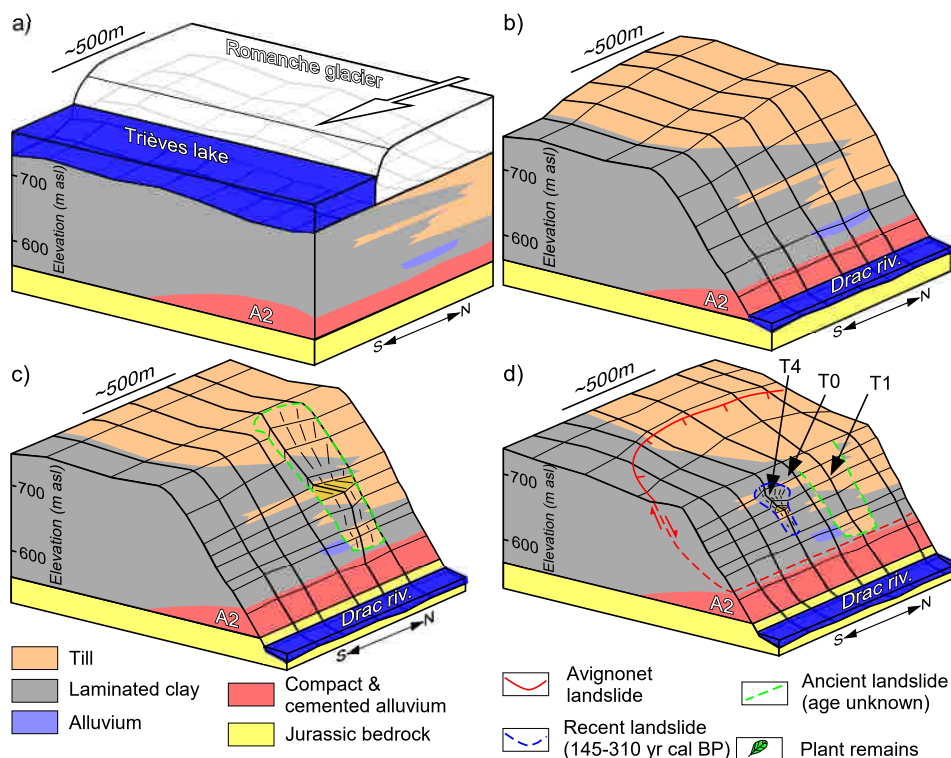 a)
~500m
Romanche glacier
Trièves lake
700
600
Elevation (m asl)
A2
S
N
b)
~500m
700
600
Elevation (m asl)
A2
Drac riv.
S
N
c)
~500m
700
600
Elevation (m asl)
A2
Drac riv.
S
N
d)
~500m
T4
T0
T1
700
600
Elevation (m asl)
A2
Drac riv.
S
N
Till
Laminated clay
Alluvium
Compact &
cemented alluvium
Jurassic bedrock
Avignonet
landslide
Recent landslide
(145-310 yr cal BP)
Ancient landslide
(age unknown)
Plant remains